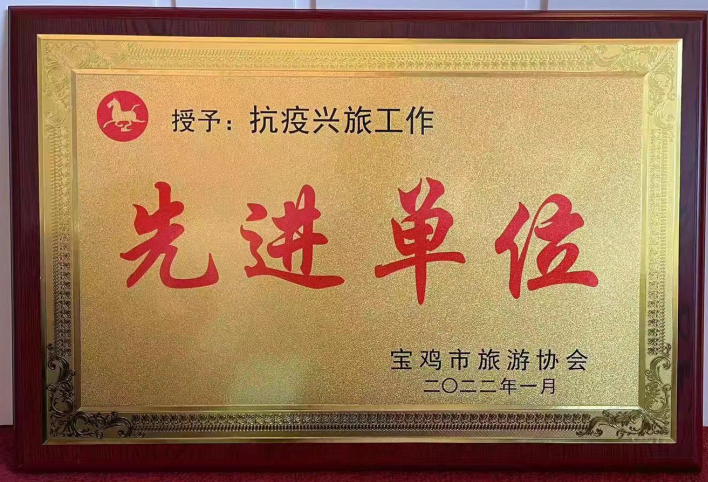 授予：抗疫兴旅工作
先进单位
宝鸡市旅游协会
二〇二二年一月